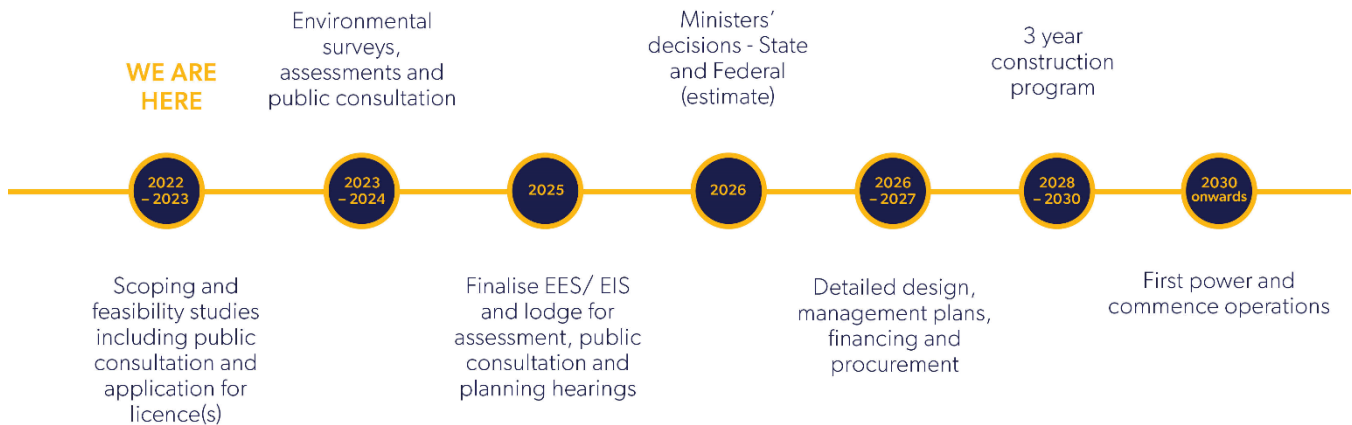 WE ARE
HERE
2022
– 2023
Scoping and
feasibility studies
including public
consultation and
application for
licence(s)
Environmental
surveys,
assessments and
public consultation
2023
– 2024
2025
Finalise EES/ EIS
and lodge for
assessment, public
consultation and
planning hearings
Ministers’
decisions - State
and Federal
(estimate)
2026
2026
– 2027
Detailed design,
management plans,
financing and
procurement
3 year
construction
program
2028
– 2030
2030
onwards
First power and
commence operations